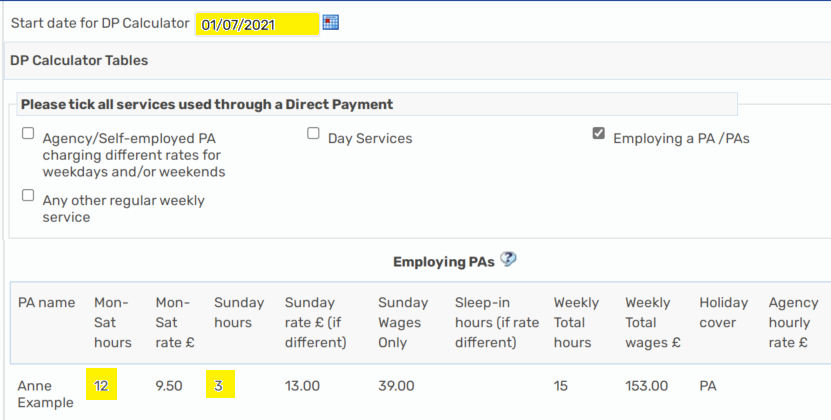 Start date for DP Calculator 01/07/2021
DP Calculator Tables
Please tick all services used through a Direct Payment
Agency/Self-employed PA
charging different rates for
weekdays and/or weekends
Day Services
Employing a PA /PAs
Any other regular weekly
service
Employing PAs
PA name
Mon-
Sat
hours
Mon-
Sat
rate £
Sunday
hours
Sunday
rate £ (if
different)
Sunday
Wages
Only
Sleep-in
hours (if rate
different)
Weekly
Total
hours
Weekly
Total
wages £
Holiday
cover
Agency
hourly
rate £
Anne
Example
12
9.50
3
13.00
39.00
15
153.00
PA